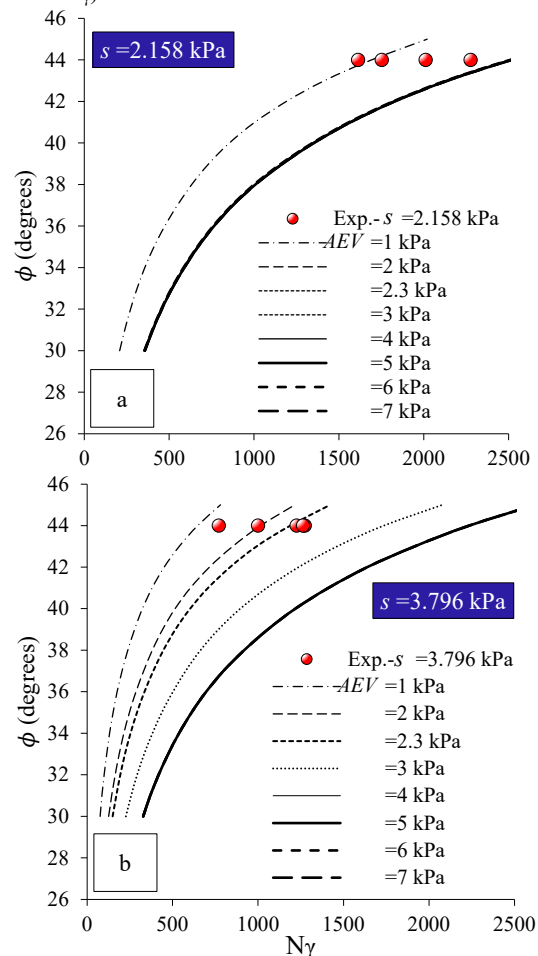 γ,
46
s =2.158 kPa
44
42
40
38
36
34
32
30
28
26
ϕ (degrees)
Exp.-s =2.158 kPa
AEV =1 kPa
=2 kPa
=2.3 kPa
=3 kPa
=4 kPa
=5 kPa
=6 kPa
=7 kPa
a
0 500 1000 1500 2000 2500
46
44
42
40
38
36
34
32
30
28
26
ϕ (degrees)
s =3.796 kPa
Exp.-s =3.796 kPa
AEV =1 kPa
=2 kPa
=2.3 kPa
=3 kPa
=4 kPa
=5 kPa
=6 kPa
=7 kPa
b
0 500 1000 1500 2000 2500
Nγ